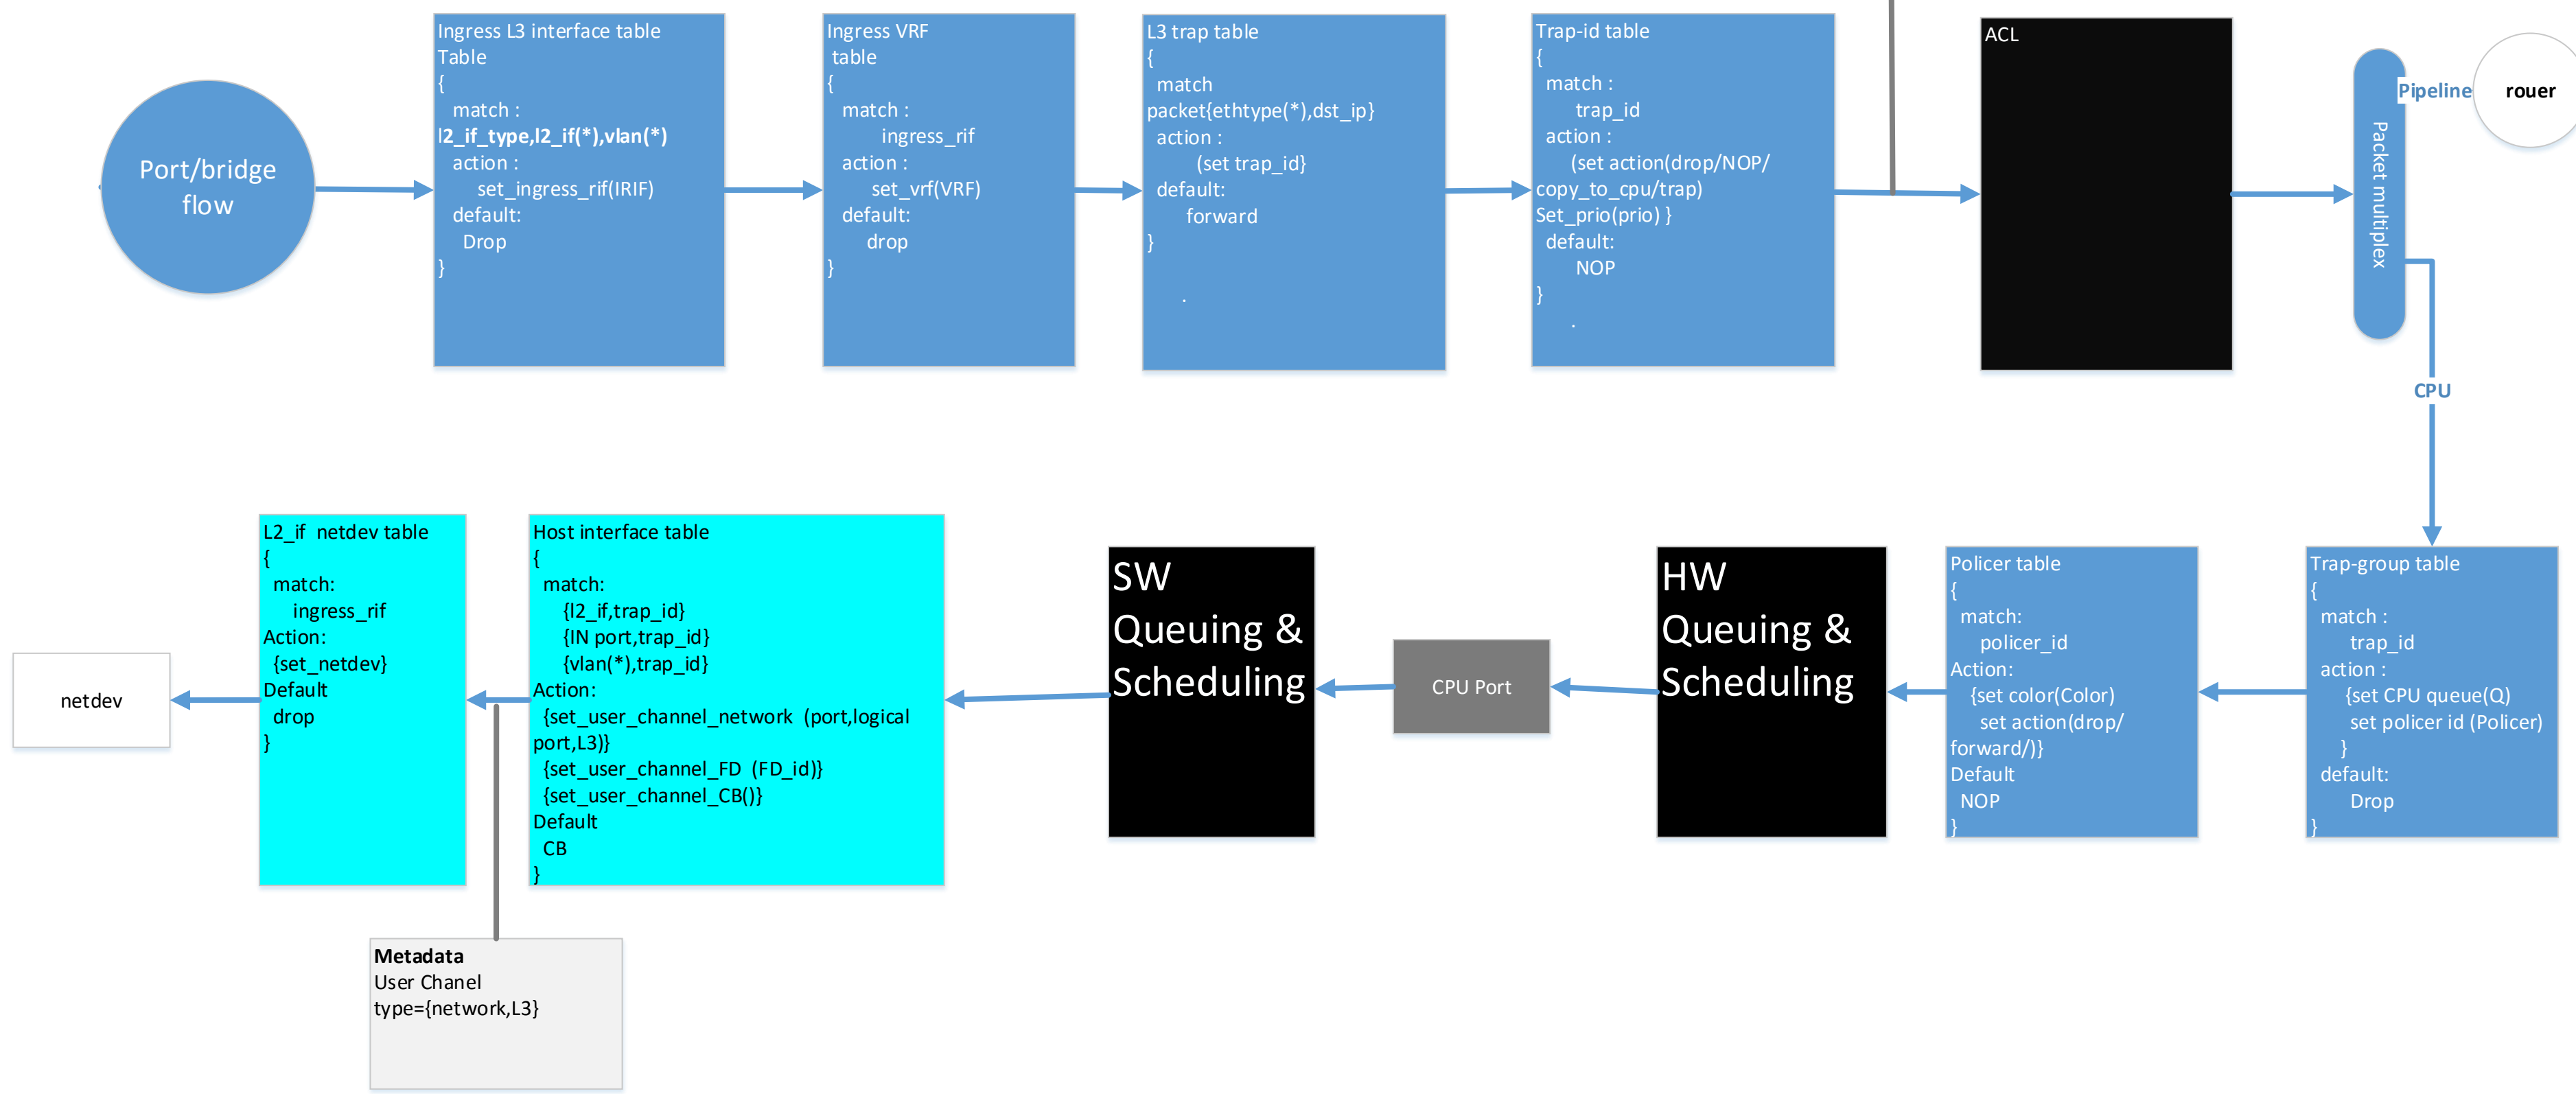 Port/bridge
flow
Ingress L3 interface table
Table
{
match :
l2_if_type,l2_if(*),vlan(*)
action :
set_ingress_rif(IRIF)
default:
Drop
}
Ingress VRF
table
{
match :
ingress_rif
action :
set_vrf(VRF)
default:
drop
}
L3 trap table
{
match
packet{ethtype(*),dst_ip}
action :
(set trap_id}
default:
forward
}
.
Trap-id table
{
match :
trap_id
action :
(set action(drop/NOP/
copy_to_cpu/trap)
Set_prio(prio) }
default:
NOP
}
.
ACL
Packet multiplex
Pipeline
rouer
CPU
Trap-group table
{
match :
trap_id
action :
{set CPU queue(Q)
set policer id (Policer)
}
default:
Drop
}
Policer table
{
match:
policer_id
Action:
{set color(Color)
set action(drop/
forward/)}
Default
NOP
}
HW
Queuing &
Scheduling
CPU Port
SW
Queuing &
Scheduling
Host interface table
{
match:
{l2_if,trap_id}
{IN port,trap_id}
{vlan(*),trap_id}
Action:
{set_user_channel_network (port,logical
port,L3)}
{set_user_channel_FD (FD_id)}
{set_user_channel_CB()}
Default
CB
}
L2_if netdev table
{
match:
ingress_rif
Action:
{set_netdev}
Default
drop
}
netdev
Metadata
User Chanel
type={network,L3}